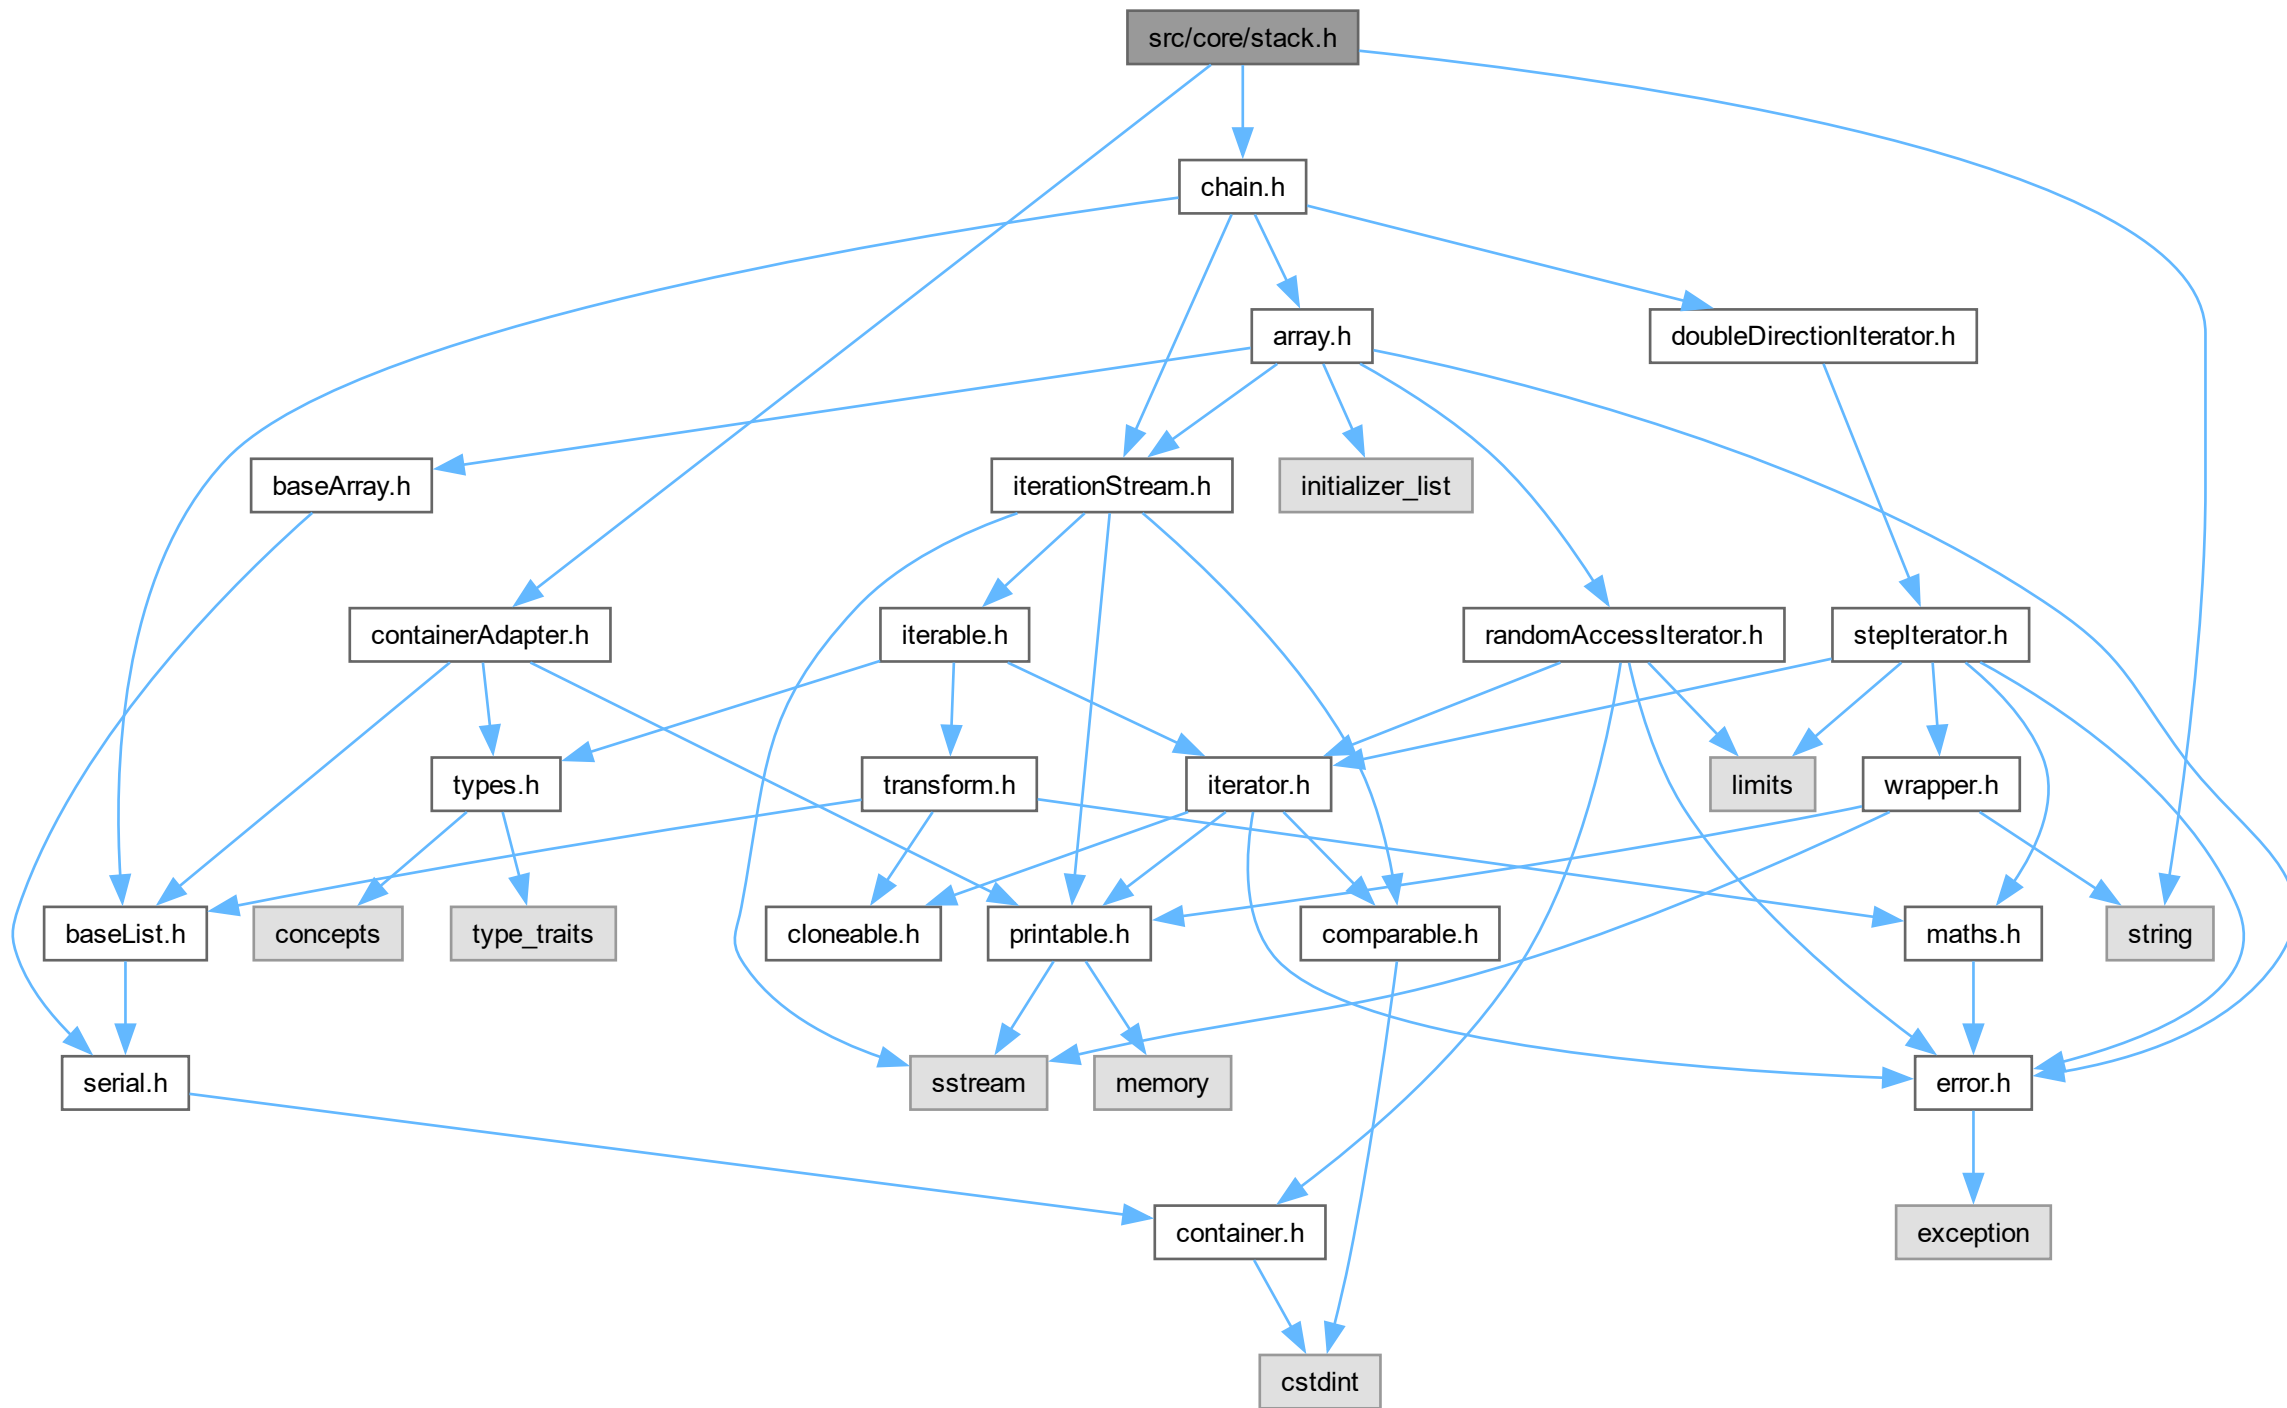 src/core/stack.h
chain.h
array.h
doubleDirectionIterator.h
baseArray.h
iterationStream.h
initializer_list
containerAdapter.h
iterable.h
randomAccessIterator.h
stepIterator.h
types.h
transform.h
iterator.h
limits
wrapper.h
baseList.h
concepts
type_traits
cloneable.h
printable.h
comparable.h
maths.h
string
serial.h
sstream
memory
error.h
container.h
exception
cstdint